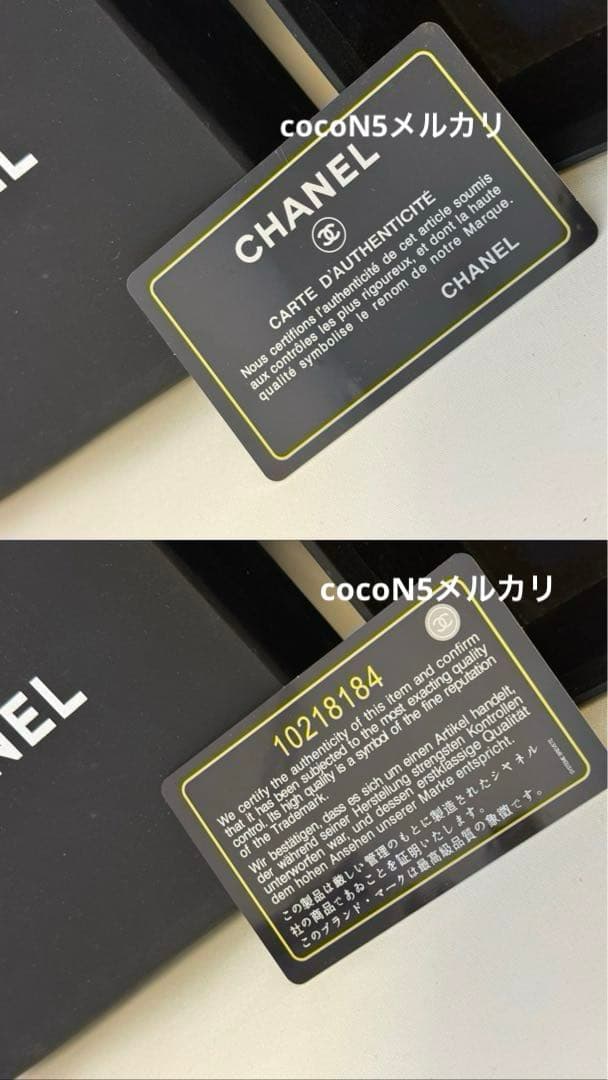 EL
cocoN5メルカリ
CHANEL
CARTE D'AUTHENTICITÉ
Nous certifions l'authenticité de cet article soumis
aux contrôles les plus rigoureux, et dont la haute
qualité symbolise le renom de notre Marque.
CHANEL
NEL
cocoN5メルカリ
10218184
We certify the authenticity of this item and confirm
that it has been subjected to the most exacting quality
control. Its high quality is a symbol of the fine reputation
of the Trademark.
Wir bestätigen, dass es sich um einen Artikel handelt,
der während seiner Herstellung strengsten Kontrollen
unterworfen war, und dessen erstklassige Qualität
dem hohen Ansehen unserer Marke entspricht.
この製品は厳しい管理のもとに製造されたシャネル
社の商品であぬことを証明いたします。
このブランド・マークは最高級品質の象徴です。